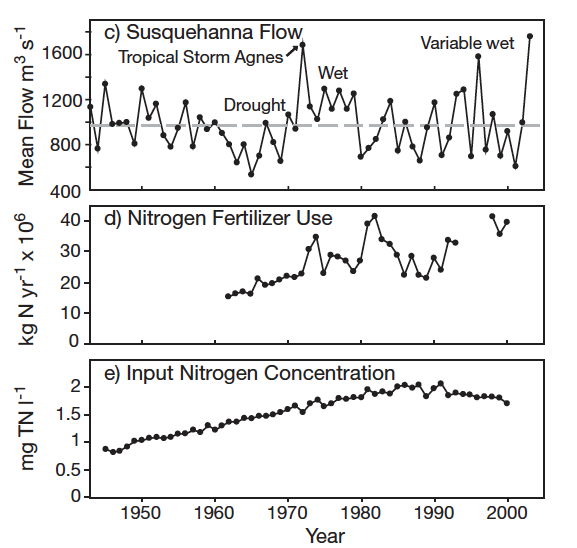 c) Susquehanna Flow
Tropical Storm Agnes
Variable wet
Wet
Drought
Mean Flow m³ s⁻¹
1600
1200
800
400
d) Nitrogen Fertilizer Use
kg N yr⁻¹ x 10⁶
40
30
20
10
0
e) Input Nitrogen Concentration
mg TN l⁻¹
2
1.5
1
0.5
0
1950 1960 1970 1980 1990 2000
Year